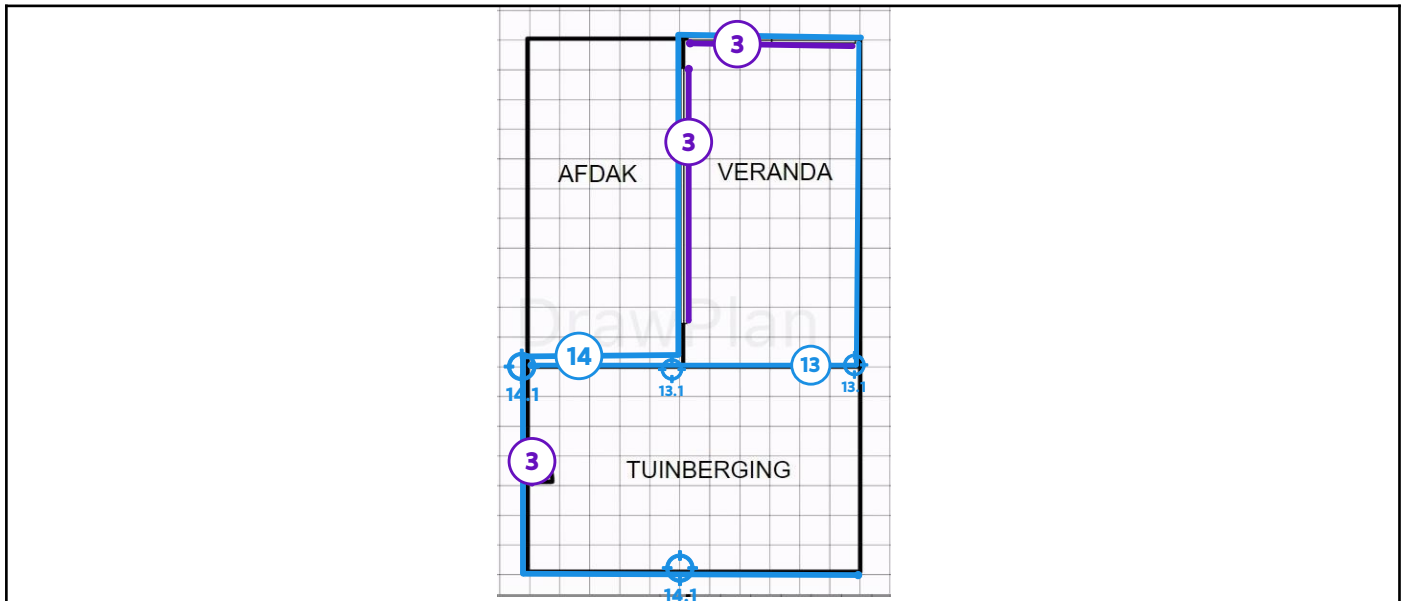 3
3
AFDAK
VERANDA
DrawPlan
14
13
14.1
13.1
13.1
3
TUINBERGING
14.1